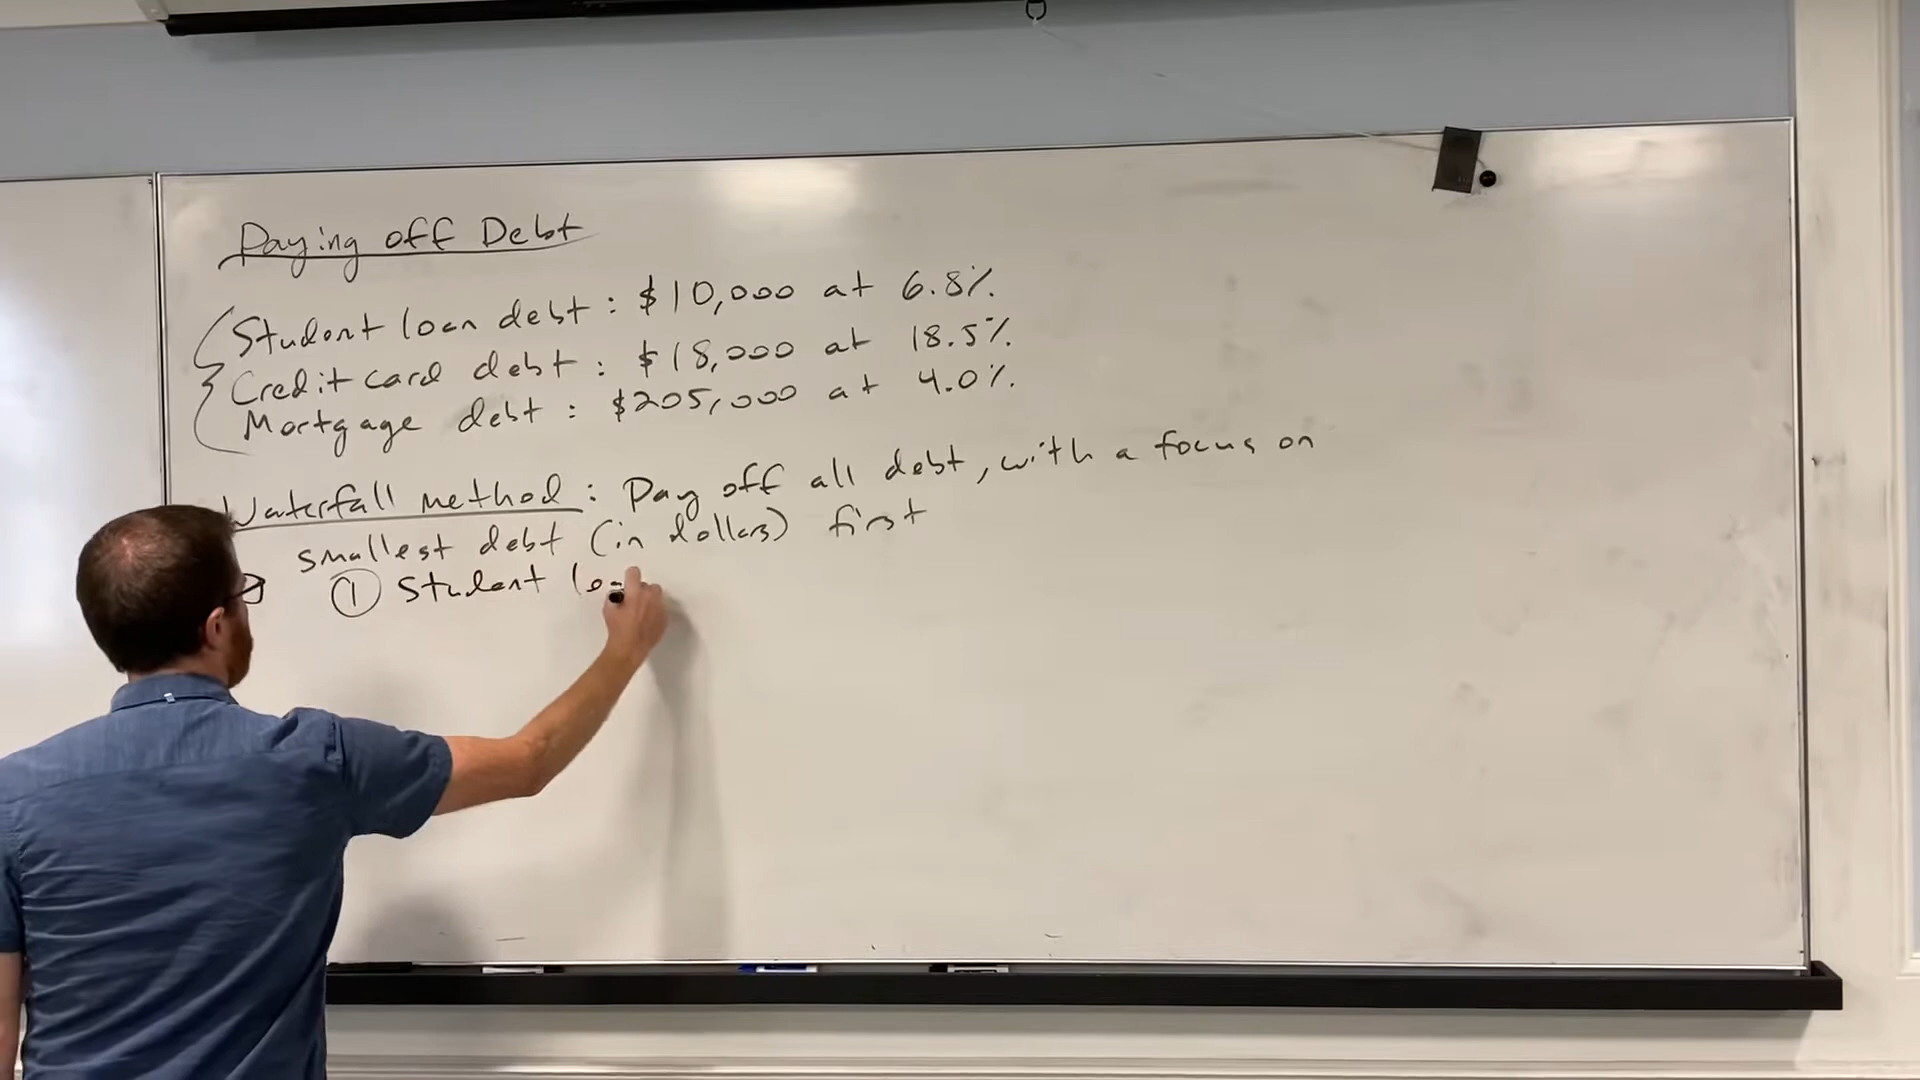 Paying off Debt
Student loan debt : $10,000 at 6.8%
Credit card debt : $18,000 at 18.5%
Mortgage debt : $205,000 at 4.0%
Waterfall method : Pay off all debt, with a focus on
smallest debt (in dollars) first
① Student lo